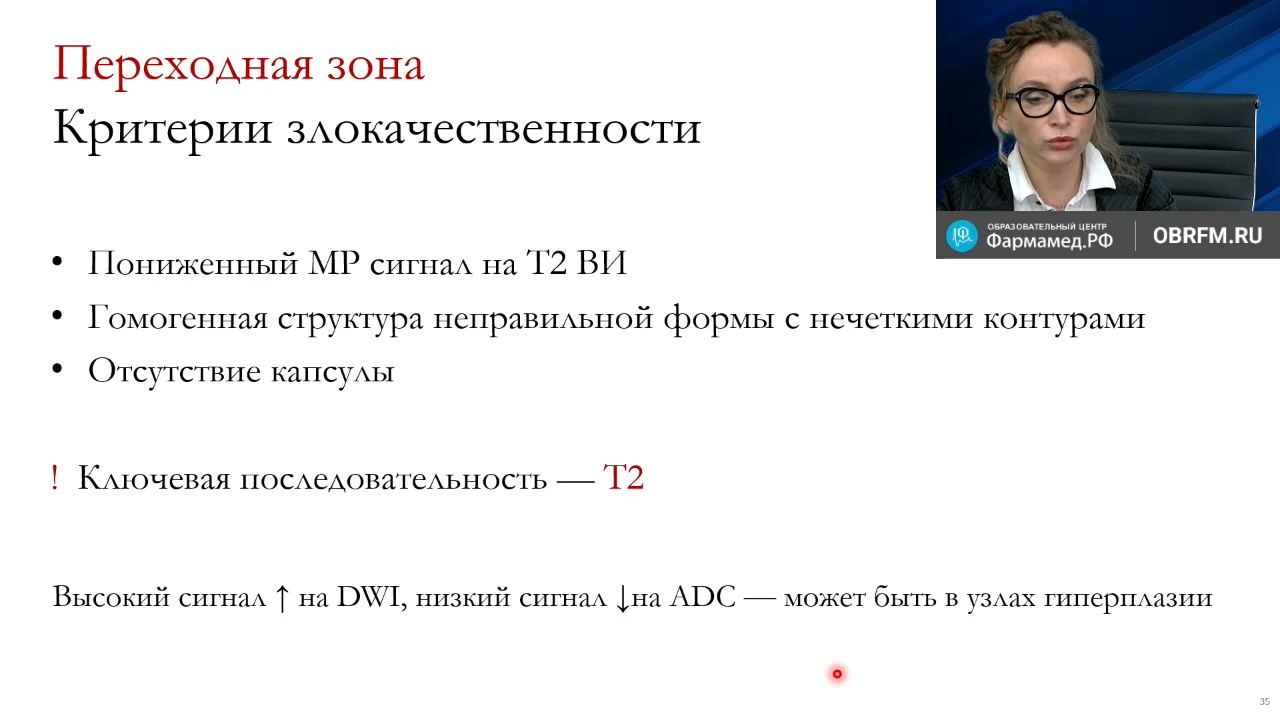 Переходная зона
Критерии злокачественности
ОБРАЗОВАТЕЛЬНЫЙ ЦЕНТР
Фармамед.РФ
OBRFM.RU
• Пониженный МР сигнал на Т2 ВИ
• Гомогенная структура неправильной формы с нечеткими контурами
• Отсутствие капсулы
! Ключевая последовательность — Т2
Высокий сигнал ↑ на DWI, низкий сигнал ↓на ADC — может быть в узлах гиперплазии
35